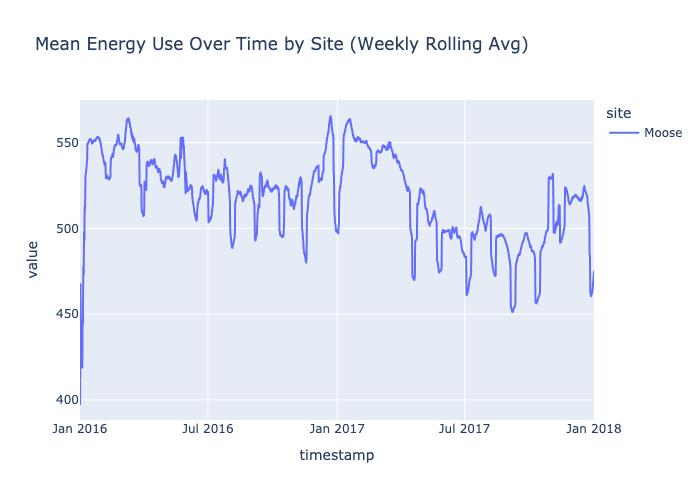 Mean Energy Use Over Time by Site (Weekly Rolling Avg)
site
Moose
550
500
450
400
value
Jan 2016
Jul 2016
Jan 2017
Jul 2017
Jan 2018
timestamp